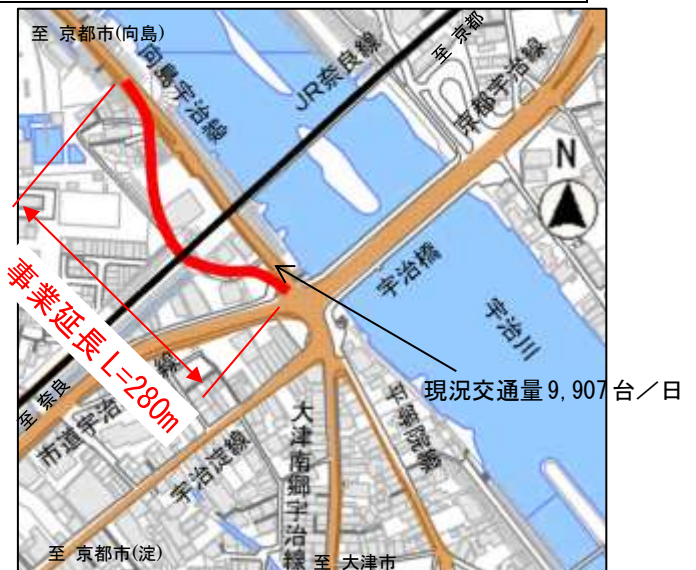 至 京都市(向島)
向島宇治線
JR奈良線
至 京都
京都宇治線
N
宇治橋
宇治川
事業延長 L=280m
現況交通量9,907台/日
至 奈良
市道宇治
線
宇治淀線
大津南郷宇治線
平等院線
至 京都市(淀)
至 大津市